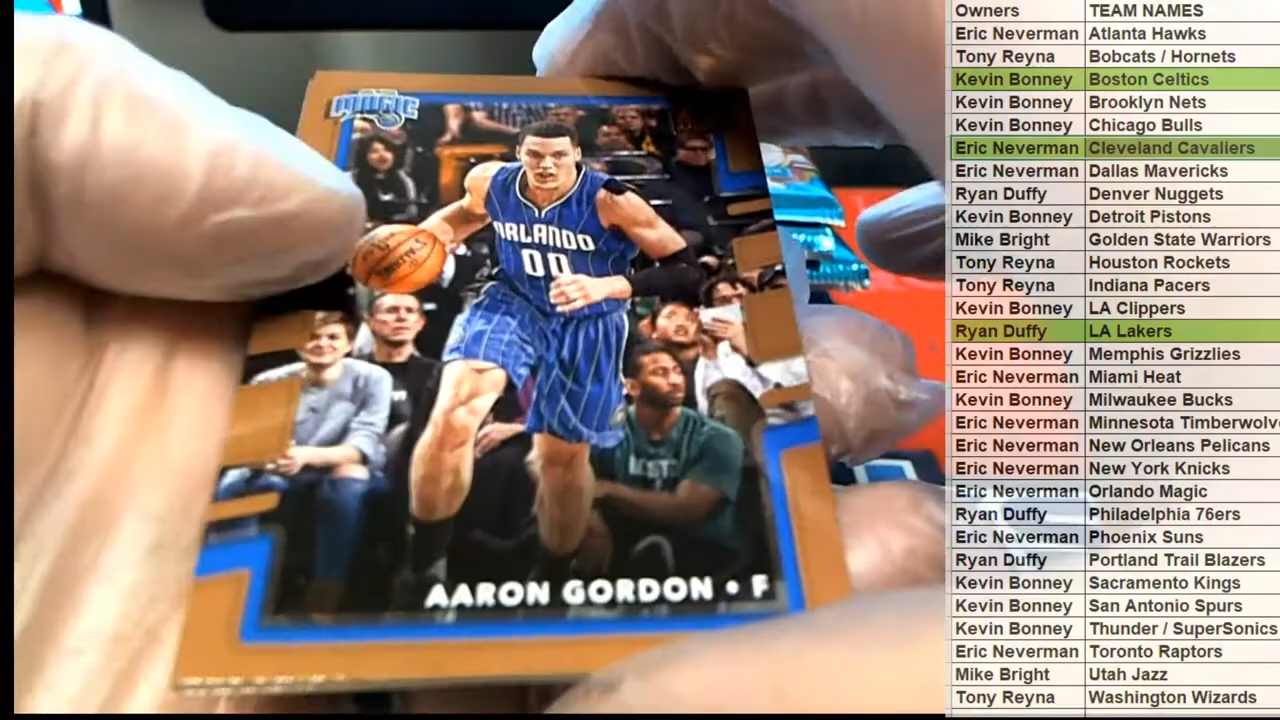 MAGIC
ORLANDO
00
AARON GORDON • F
Owners TEAM NAMES
Eric Neverman Atlanta Hawks
Tony Reyna Bobcats / Hornets
Kevin Bonney Boston Celtics
Kevin Bonney Brooklyn Nets
Kevin Bonney Chicago Bulls
Eric Neverman Cleveland Cavaliers
Eric Neverman Dallas Mavericks
Ryan Duffy Denver Nuggets
Kevin Bonney Detroit Pistons
Mike Bright Golden State Warriors
Tony Reyna Houston Rockets
Tony Reyna Indiana Pacers
Kevin Bonney LA Clippers
Ryan Duffy LA Lakers
Kevin Bonney Memphis Grizzlies
Eric Neverman Miami Heat
Kevin Bonney Milwaukee Bucks
Eric Neverman Minnesota Timberwolve
Eric Neverman New Orleans Pelicans
Eric Neverman New York Knicks
Eric Neverman Orlando Magic
Ryan Duffy Philadelphia 76ers
Eric Neverman Phoenix Suns
Ryan Duffy Portland Trail Blazers
Kevin Bonney Sacramento Kings
Kevin Bonney San Antonio Spurs
Kevin Bonney Thunder / SuperSonics
Eric Neverman Toronto Raptors
Mike Bright Utah Jazz
Tony Reyna Washington Wizards